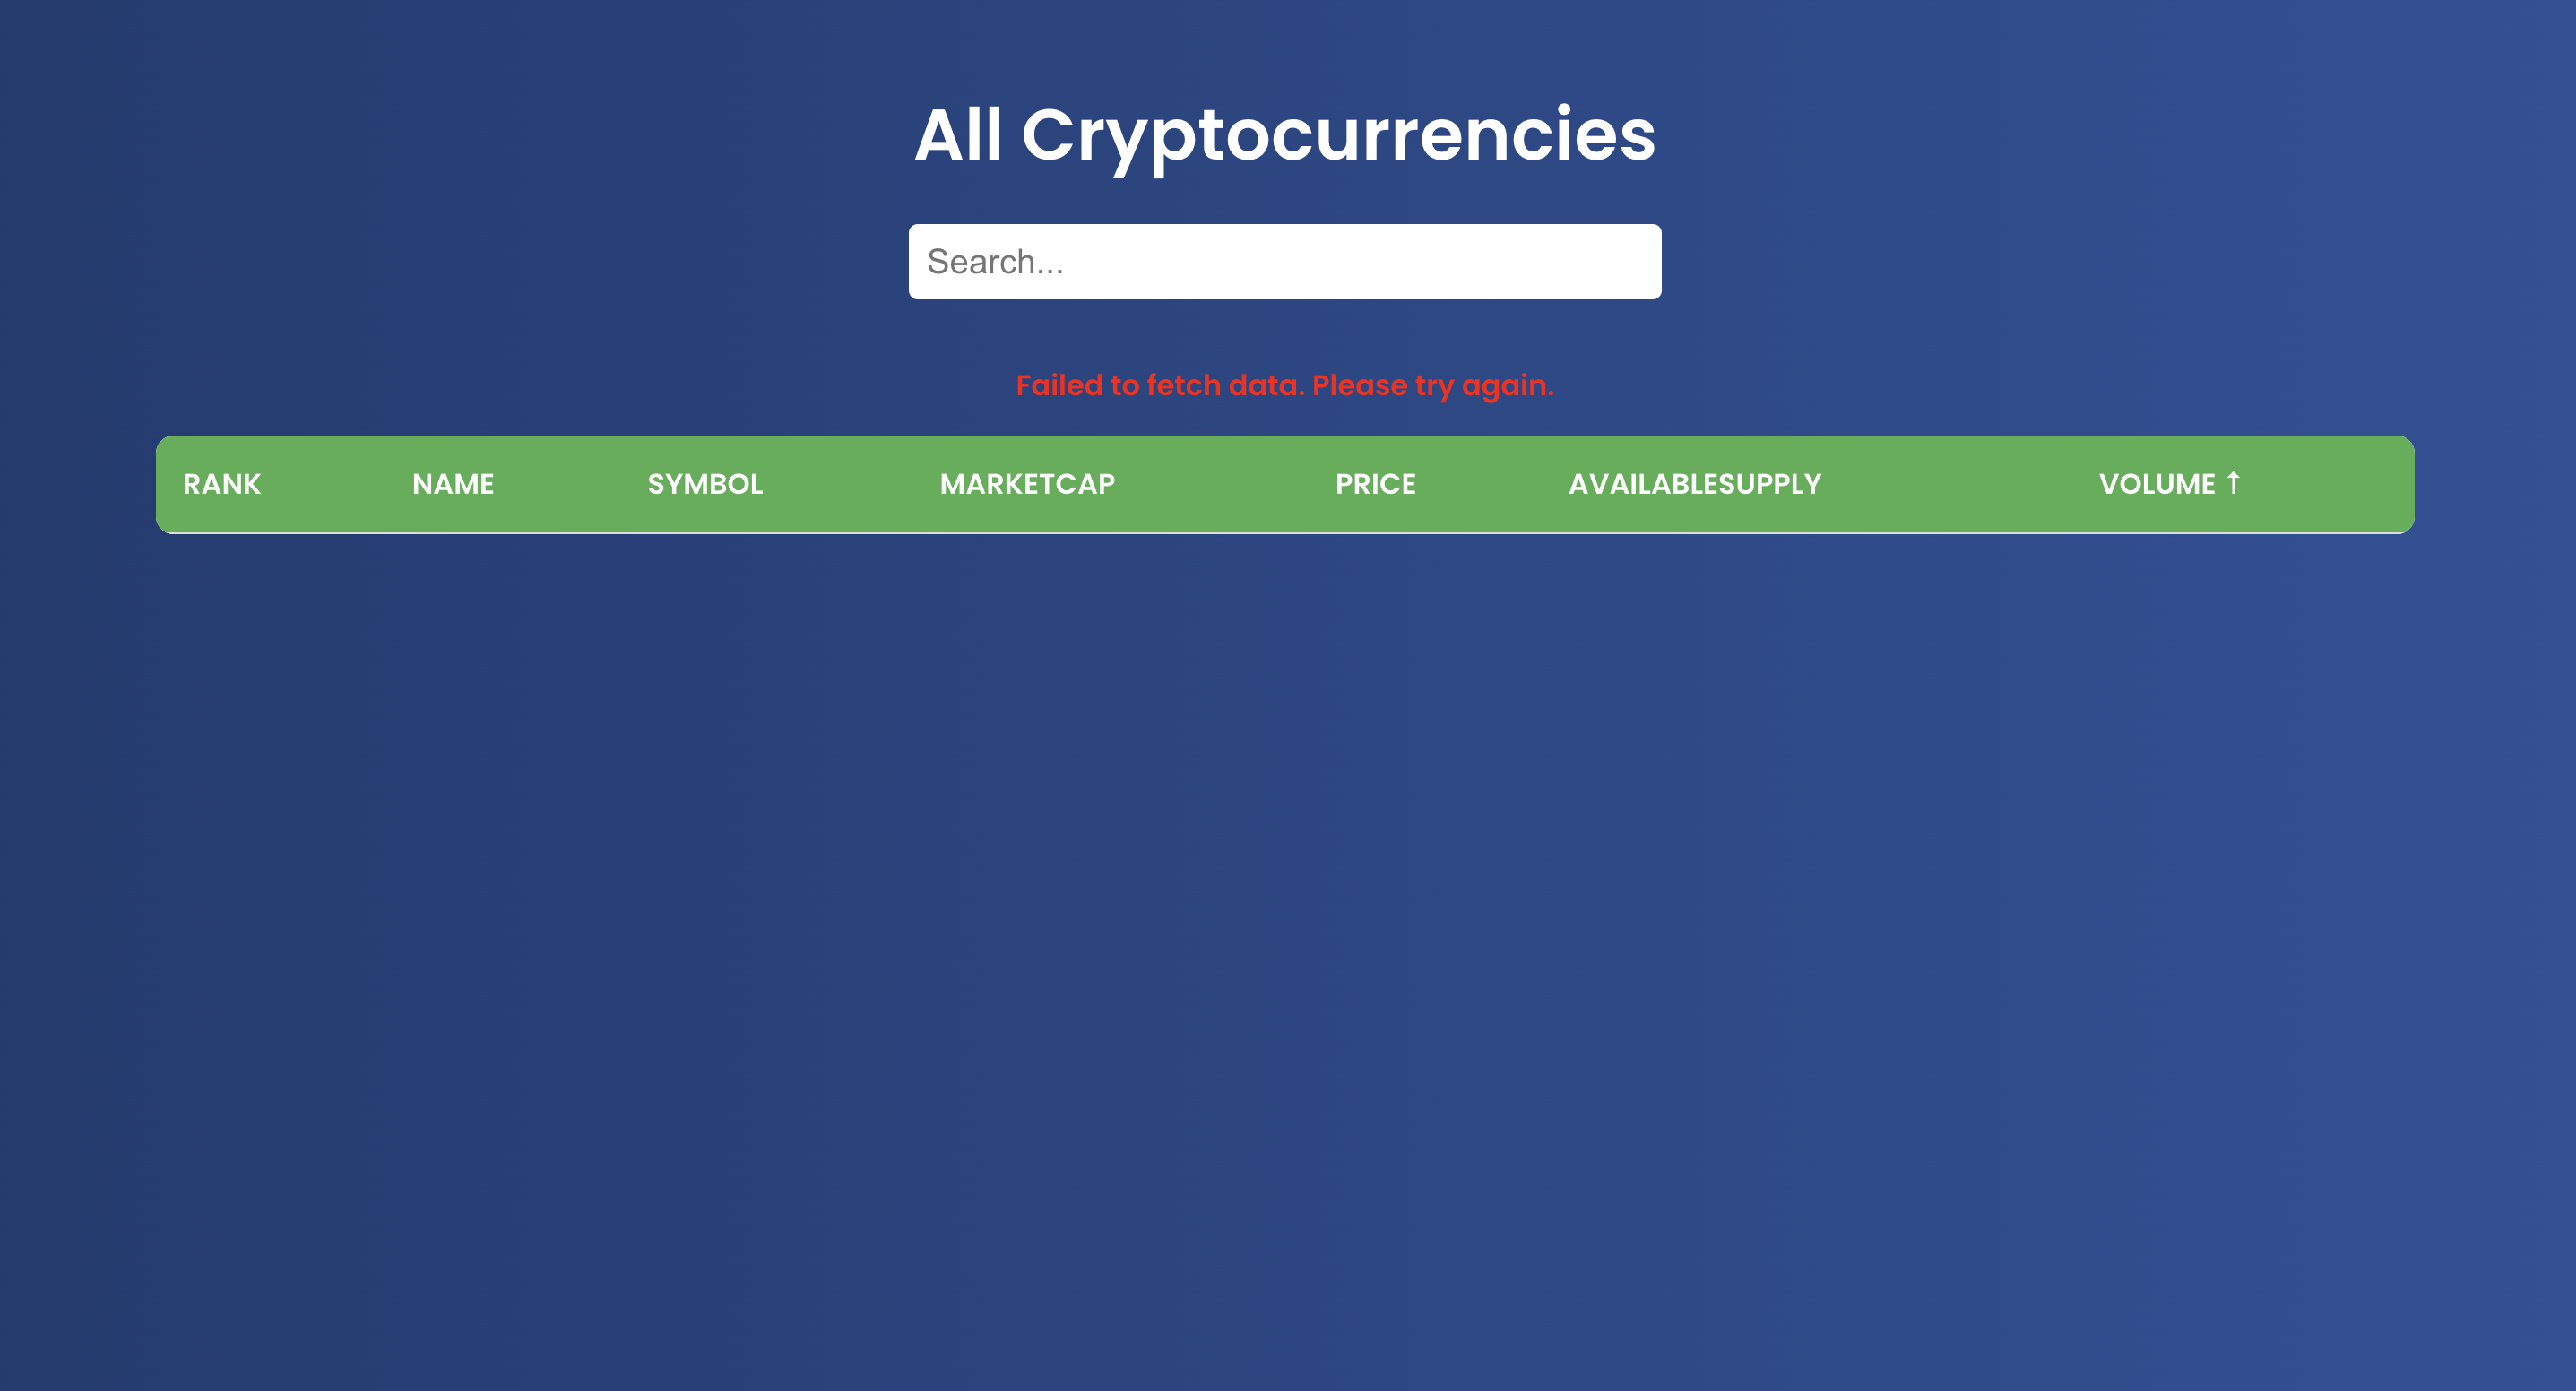 All Cryptocurrencies
Search...
Failed to fetch data. Please try again.
RANK NAME SYMBOL MARKETCAP PRICE AVAILABLESUPPLY VOLUME ↑